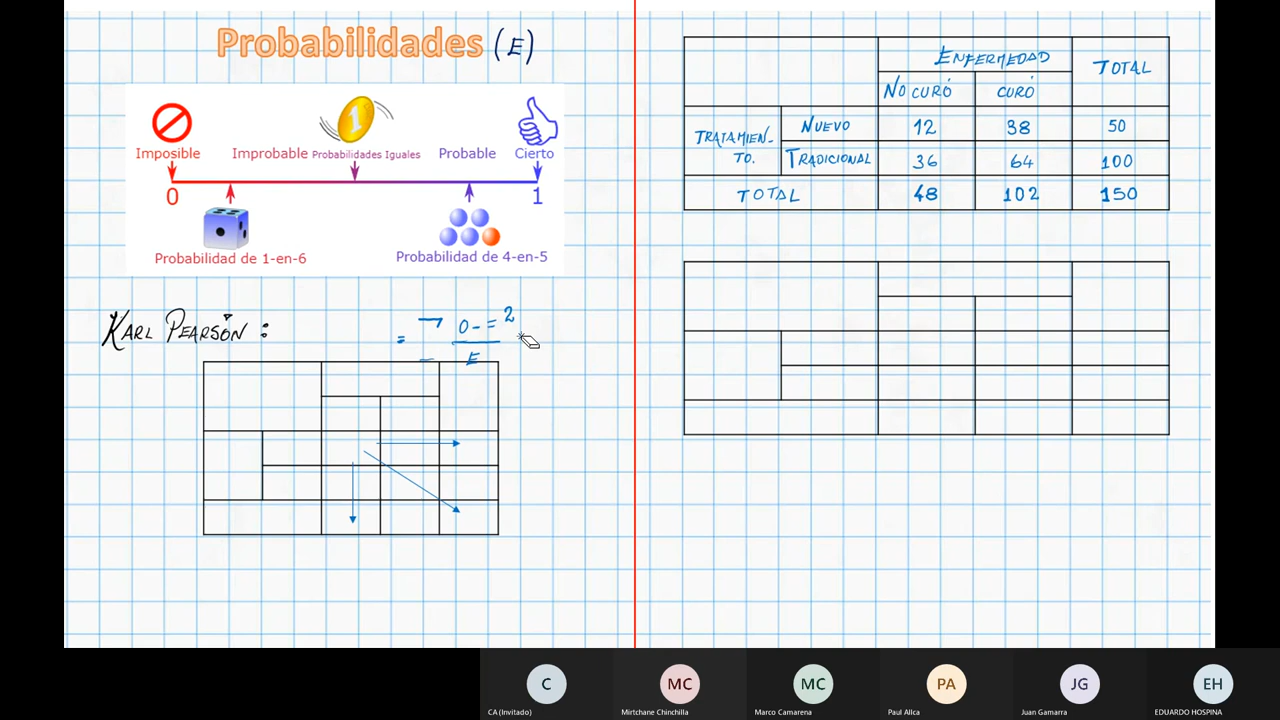 Probabilidades (E)
Imposible Improbable Probabilidades Iguales Probable Cierto
1
0 1
Probabilidad de 1-en-6 Probabilidad de 4-en-5
KARL PEARSON :
= O - = 2
E
ENFERMEDAD TOTAL
NO CURÓ CURÓ
TRATAMIEN- NUEVO 12 38 50
TO. TRADICIONAL 36 64 100
TOTAL 48 102 150
C MC MC PA JG EH
CA (Invitado) Mirtchane Chinchilla Marco Camarena Paul Allca Juan Gamarra EDUARDO HOSPINA